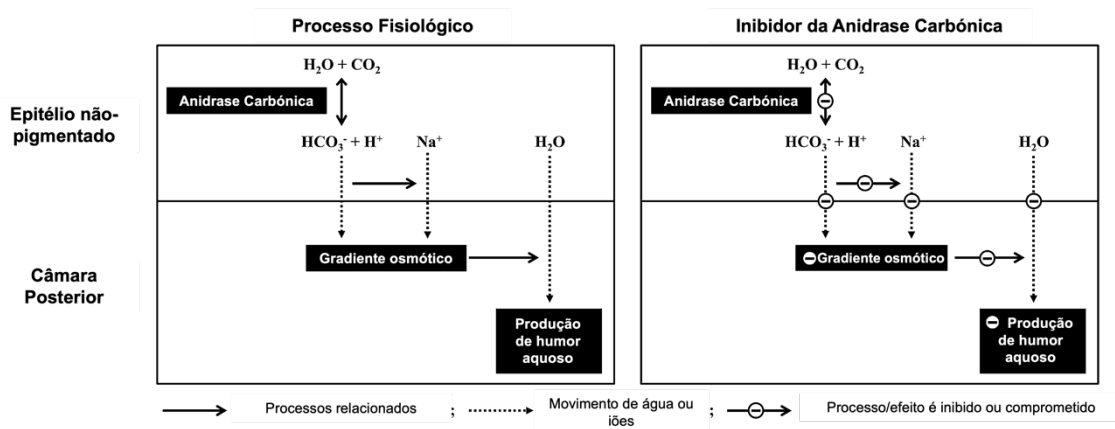 Processo Fisiológico
Inibidor da Anidrase Carbónica
Epitélio não-
pigmentado
H₂O + CO₂
Anidrase Carbónica
HCO₃⁻ + H⁺ Na⁺ H₂O
H₂O + CO₂
Anidrase Carbónica
HCO₃⁻ + H⁺ Na⁺ H₂O
Câmara
Posterior
Gradiente osmótico
Produção
de humor
aquoso
Gradiente osmótico
Produção
de humor
aquoso
Processos relacionados ;
Movimento de água ou
iões ;
Processo/efeito é inibido ou comprometido